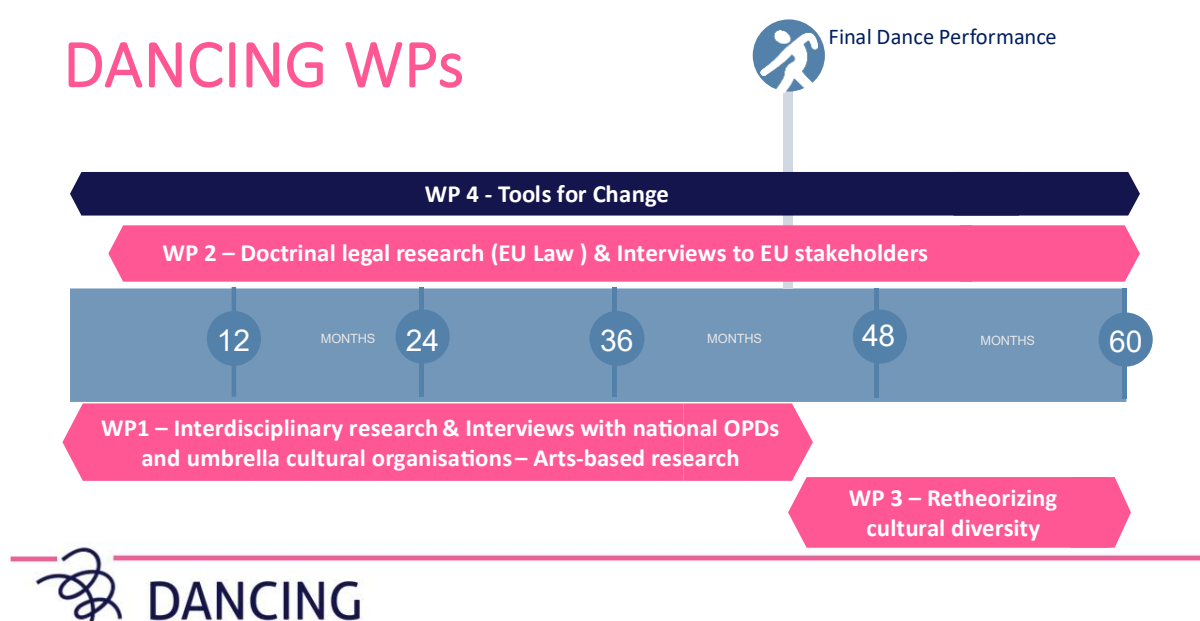 DANCING WPs
Final Dance Performance
WP 4 - Tools for Change
WP 2 – Doctrinal legal research (EU Law ) & Interviews to EU stakeholders
12 MONTHS 24 36 MONTHS 48 MONTHS 60
WP1 – Interdisciplinary research & Interviews with national OPDs
and umbrella cultural organisations – Arts-based research
WP 3 – Retheorizing
cultural diversity
DANCING